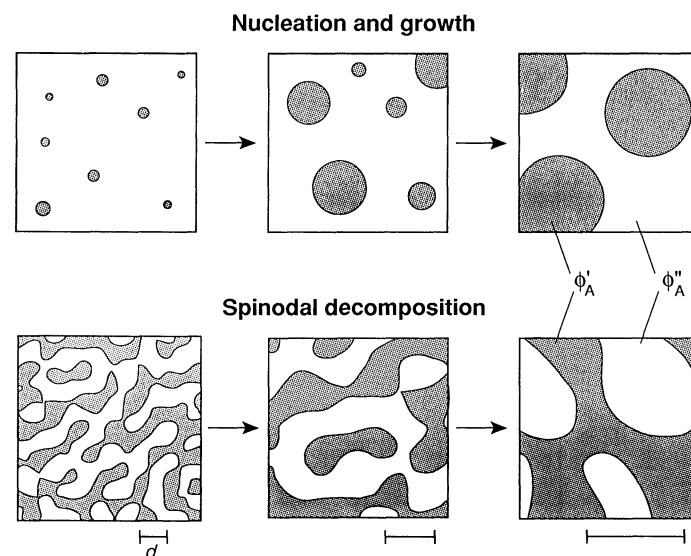 Nucleation and growth
ϕ'A ϕ"A
Spinodal decomposition
d